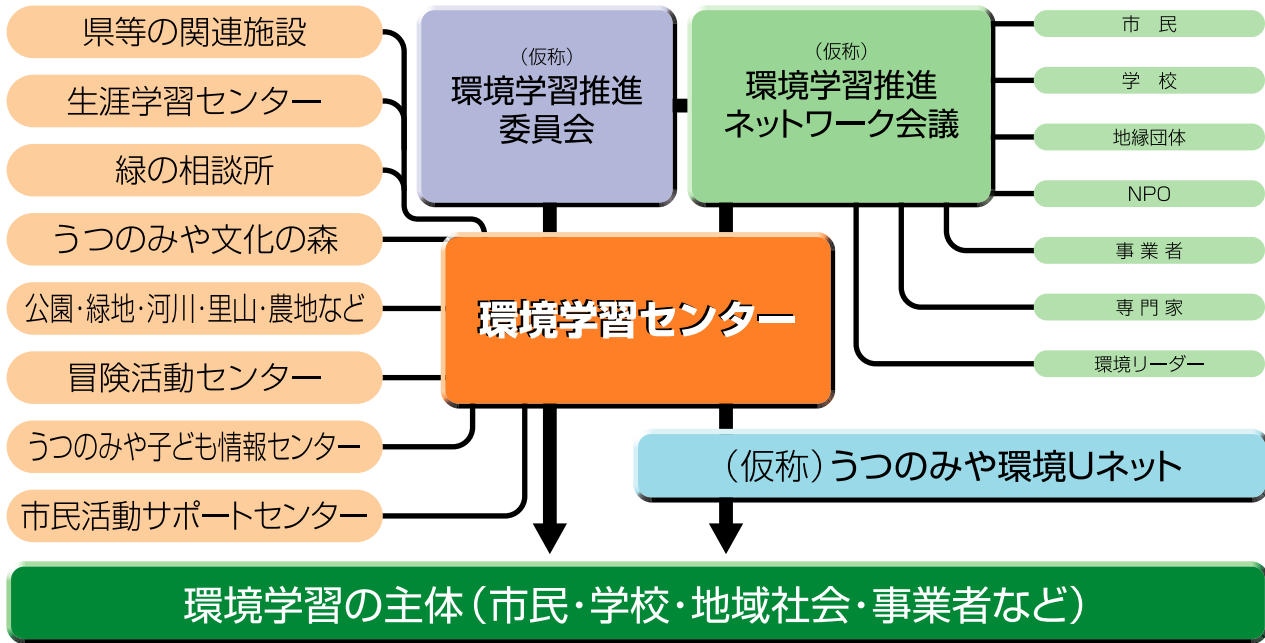 県等の関連施設
生涯学習センター
緑の相談所
うつのみや文化の森
公園・緑地・河川・里山・農地など
冒険活動センター
うつのみや子ども情報センター
市民活動サポートセンター
（仮称）
環境学習推進
委員会
（仮称）
環境学習推進
ネットワーク会議
市　民
学　校
地縁団体
NPO
事 業 者
専 門 家
環境リーダー
環境学習センター
（仮称）うつのみや環境Uネット
環境学習の主体（市民・学校・地域社会・事業者など）